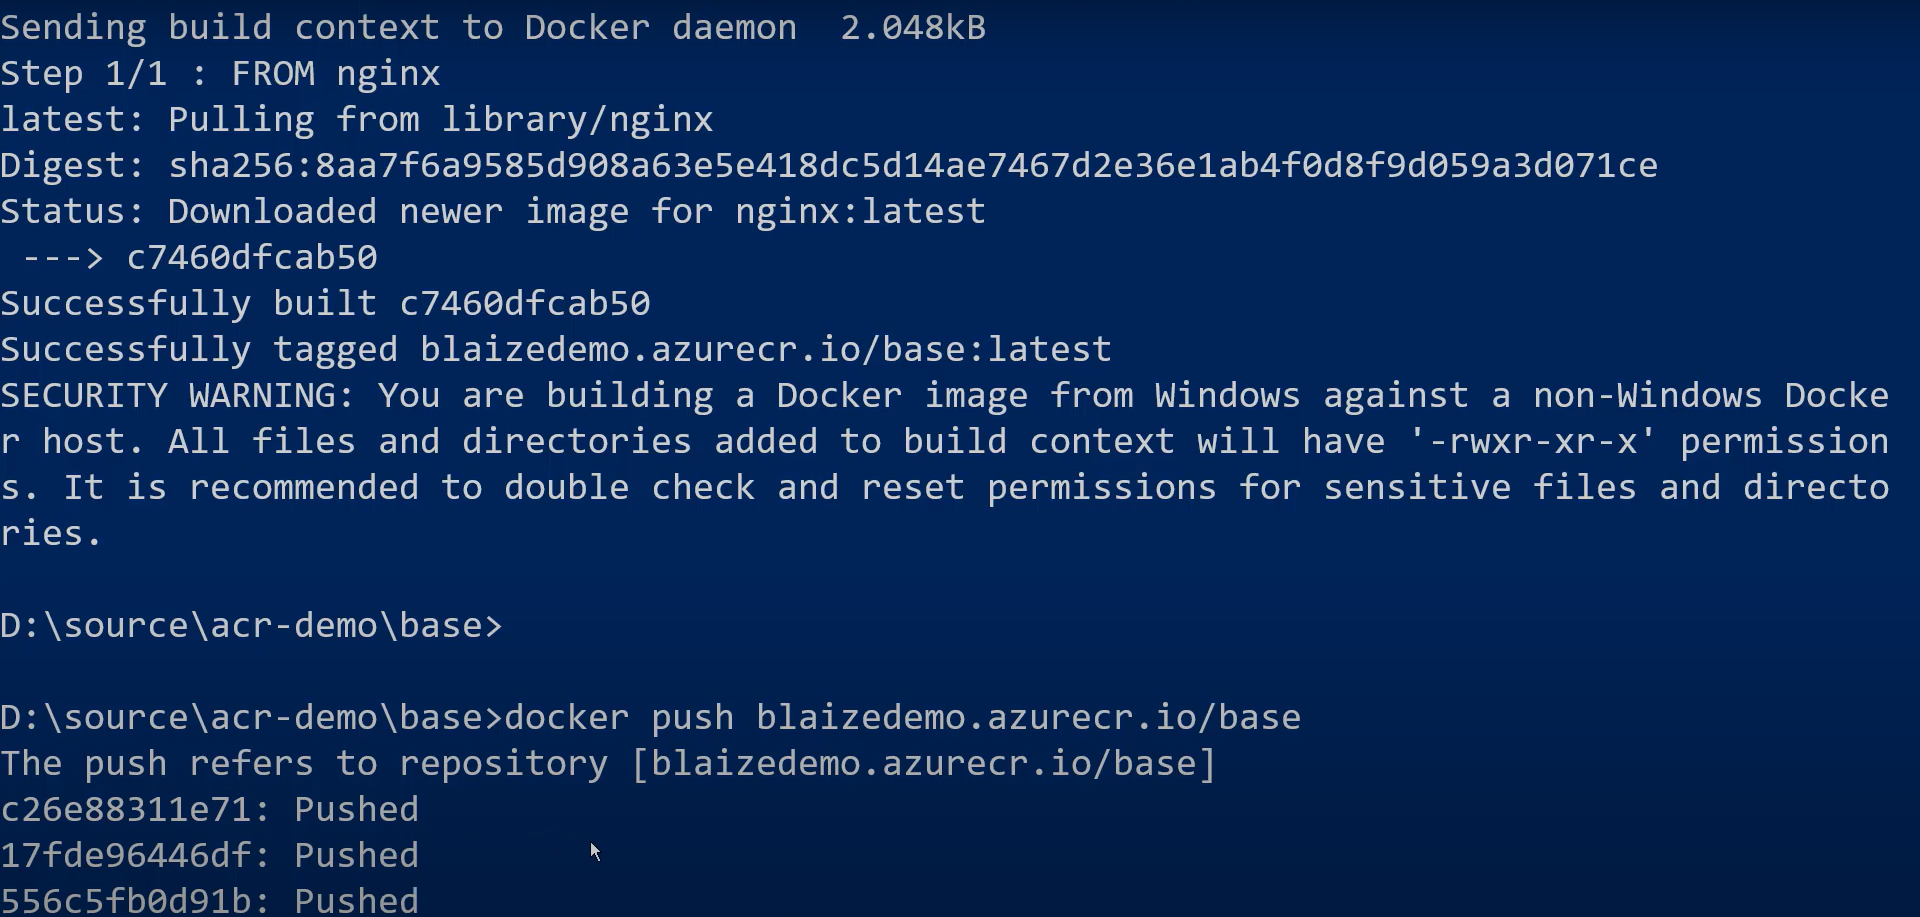 Sending build context to Docker daemon  2.048kB
Step 1/1 : FROM nginx
latest: Pulling from library/nginx
Digest: sha256:8aa7f6a9585d908a63e5e418dc5d14ae7467d2e36e1ab4f0d8f9d059a3d071ce
Status: Downloaded newer image for nginx:latest
 ---> c7460dfcab50
Successfully built c7460dfcab50
Successfully tagged blaizedemo.azurecr.io/base:latest
SECURITY WARNING: You are building a Docker image from Windows against a non-Windows Docke
r host. All files and directories added to build context will have '-rwxr-xr-x' permission
s. It is recommended to double check and reset permissions for sensitive files and directo
ries.
D:\source\acr-demo\base>
D:\source\acr-demo\base>docker push blaizedemo.azurecr.io/base
The push refers to repository [blaizedemo.azurecr.io/base]
c26e88311e71: Pushed
17fde96446df: Pushed
556c5fb0d91b: Pushed